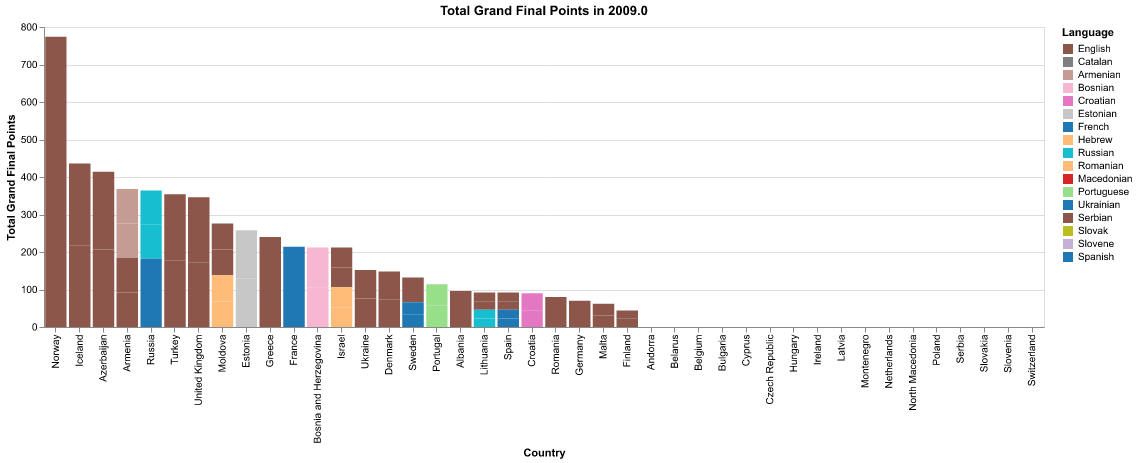 Total Grand Final Points in 2009.0
Total Grand Final Points
800
700
600
500
400
300
200
100
0
Norway
Iceland
Azerbaijan
Armenia
Russia
Turkey
United Kingdom
Moldova
Estonia
Greece
France
Bosnia and Herzegovina
Israel
Ukraine
Denmark
Sweden
Portugal
Albania
Lithuania
Spain
Croatia
Romania
Germany
Malta
Finland
Andorra
Belarus
Belgium
Bulgaria
Cyprus
Czech Republic
Hungary
Ireland
Latvia
Montenegro
Netherlands
North Macedonia
Poland
Serbia
Slovakia
Slovenia
Switzerland
Country
Language
English
Catalan
Armenian
Bosnian
Croatian
Estonian
French
Hebrew
Russian
Romanian
Macedonian
Portuguese
Ukrainian
Serbian
Slovak
Slovene
Spanish